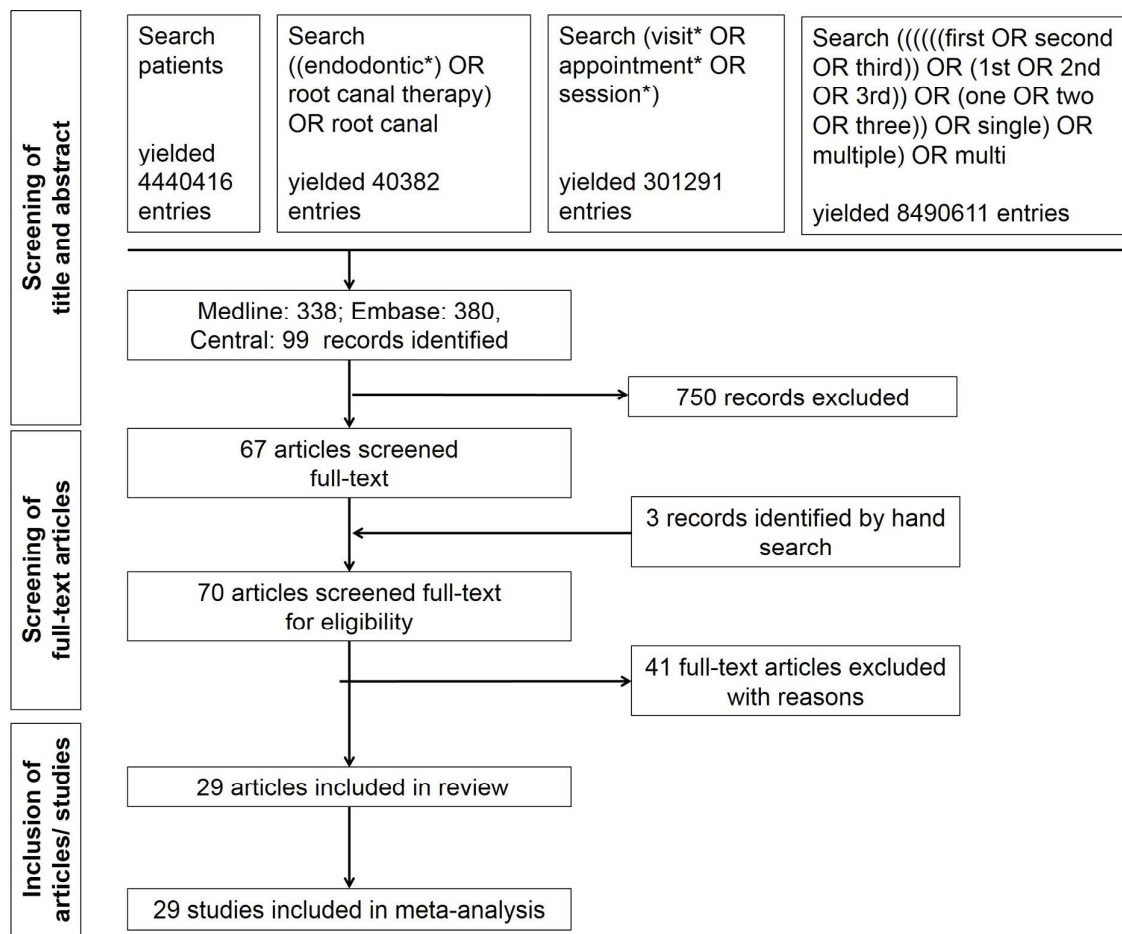 Screening of
title and abstract
Search
patients
yielded
4440416
entries
Search
((endodontic*) OR
root canal therapy)
OR root canal
yielded 40382
entries
Search (visit* OR
appointment* OR
session*)
yielded 301291
entries
Search ((((((first OR second
OR third)) OR (1st OR 2nd
OR 3rd)) OR (one OR two
OR three)) OR single) OR
multiple) OR multi
yielded 8490611 entries
Medline: 338; Embase: 380,
Central: 99 records identified
750 records excluded
Screening of
full-text articles
67 articles screened
full-text
3 records identified by hand
search
70 articles screened full-text
for eligibility
41 full-text articles excluded
with reasons
Inclusion of
articles/ studies
29 articles included in review
29 studies included in meta-analysis